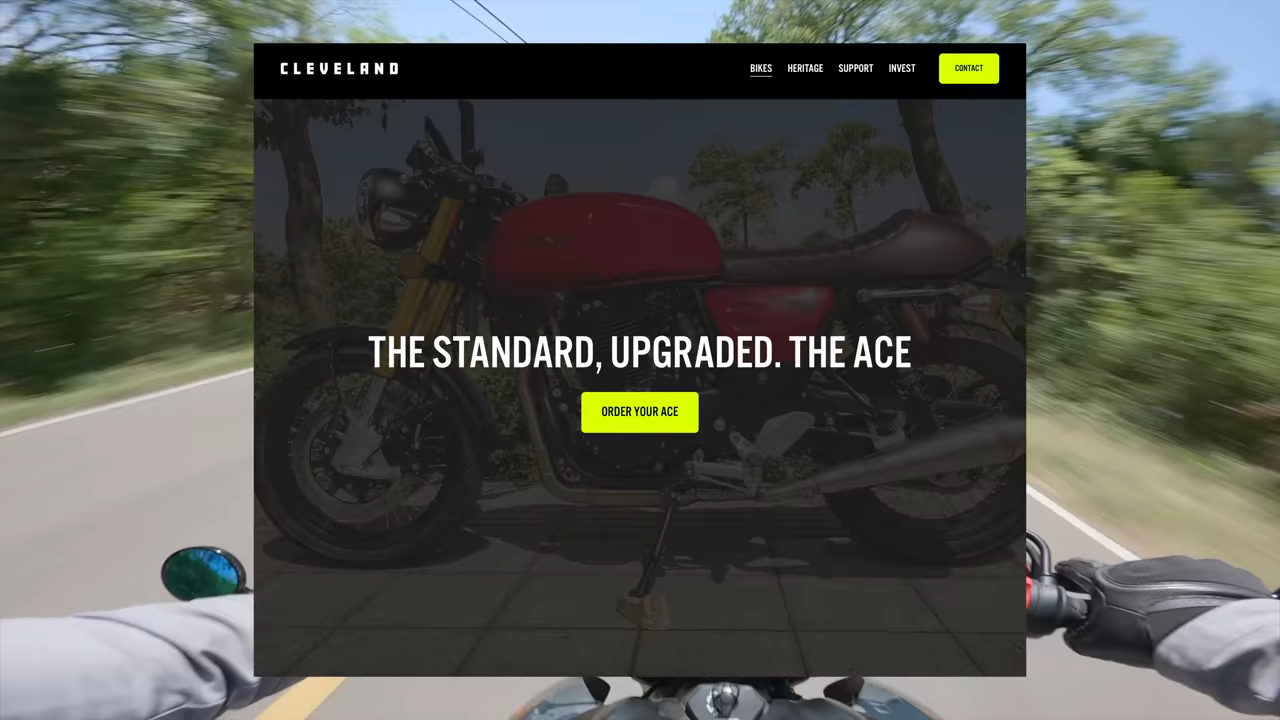 CLEVELAND
BIKES HERITAGE SUPPORT INVEST CONTACT
THE STANDARD, UPGRADED. THE ACE
ORDER YOUR ACE